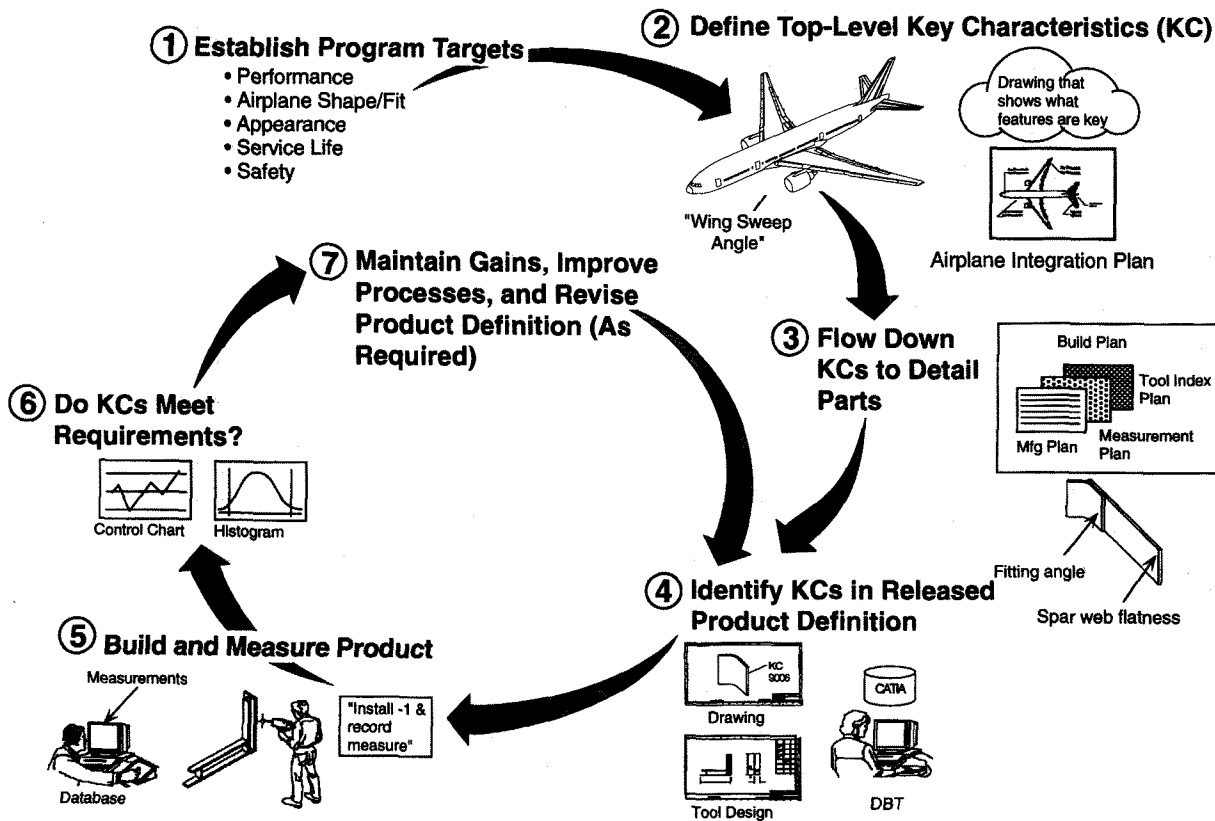 ① Establish Program Targets
• Performance
• Airplane Shape/Fit
• Appearance
• Service Life
• Safety
② Define Top-Level Key Characteristics (KC)
Drawing that
shows what
features are key
"Wing Sweep
Angle"
Airplane Integration Plan
③ Flow Down
KCs to Detail
Parts
Build Plan
Tool Index
Plan
Measurement
Plan
Mfg Plan
Fitting angle
Spar web flatness
④ Identify KCs in Released
Product Definition
KC
9006
Drawing
Tool Design
CATIA
DBT
⑤ Build and Measure Product
Measurements
Database
"Install -1 &
record
measure"
⑥ Do KCs Meet
Requirements?
Control Chart
Histogram
⑦ Maintain Gains, Improve
Processes, and Revise
Product Definition (As
Required)